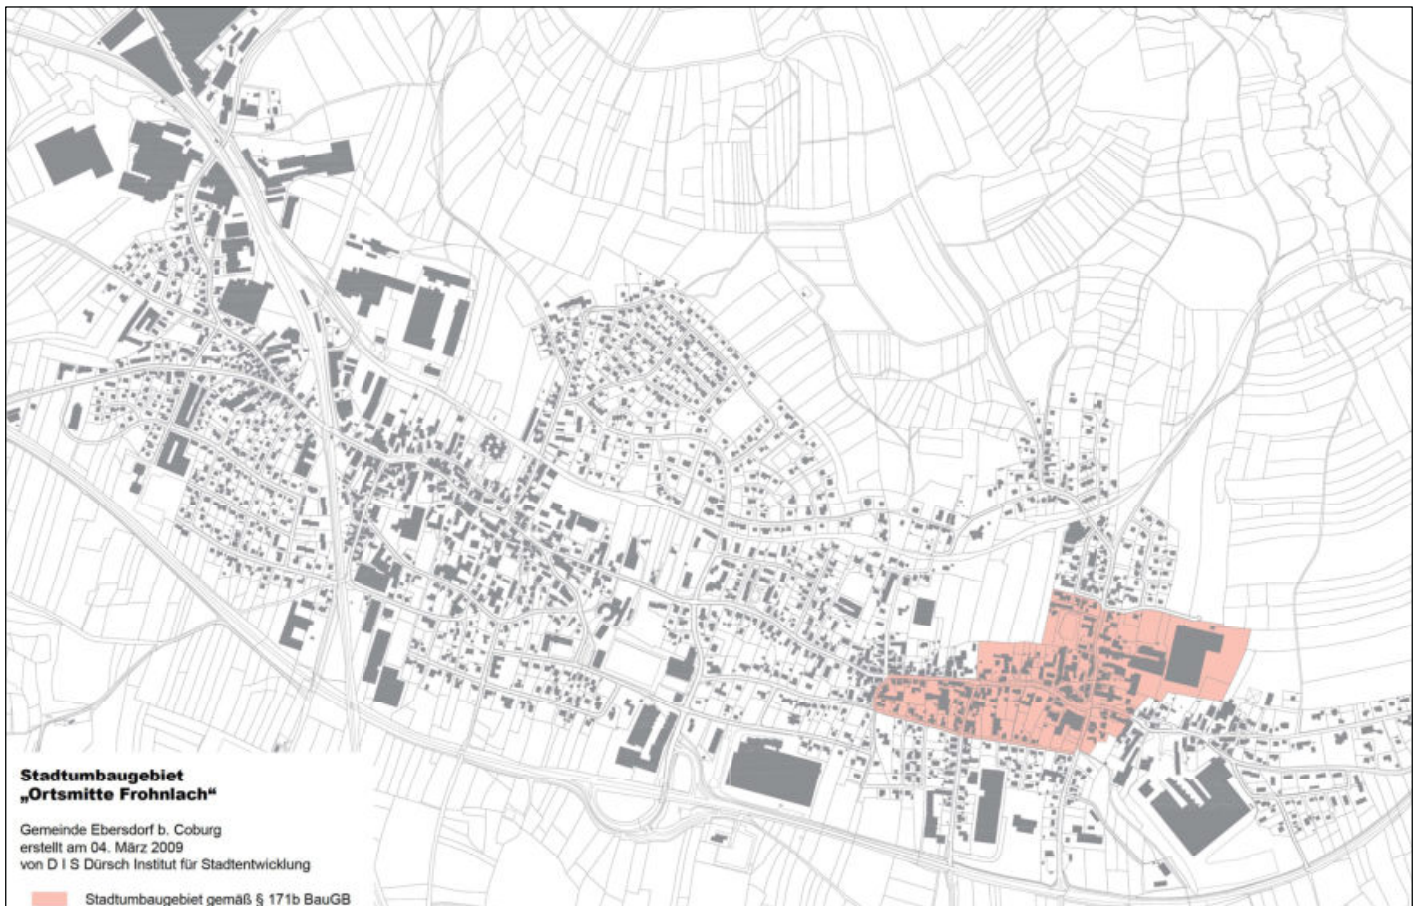 Stadtumbaugebiet
„Ortsmitte Frohnlach“
Gemeinde Ebersdorf b. Coburg
erstellt am 04. März 2009
von D I S Dürsch Institut für Stadtentwicklung
Stadtumbaugebiet gemäß § 171b BauGB